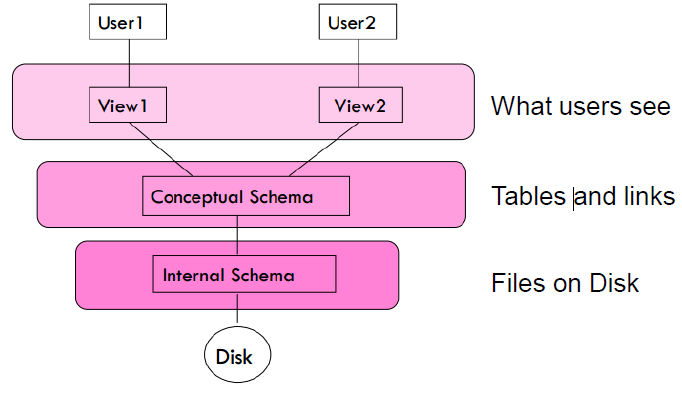 User1
User2
View1
View2
What users see
Conceptual Schema
Tables and links
Internal Schema
Files on Disk
Disk